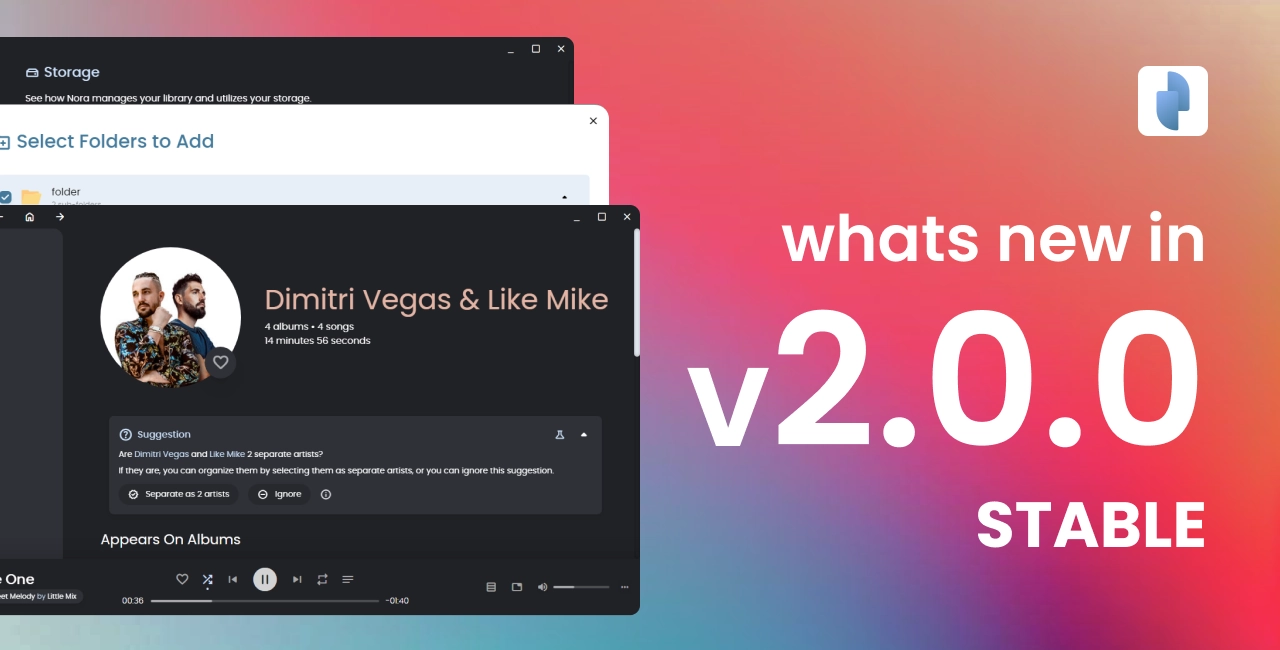 Storage
See how Nora manages your library and utilizes your storage.
Select Folders to Add
folder
Dimitri Vegas & Like Mike
4 albums • 4 songs
14 minutes 56 seconds
Suggestion
Are Dimitri Vegas and Like Mike 2 separate artists?
If they are, you can organize them by selecting them as separate artists, or you can ignore this suggestion.
Separate as 2 artists Ignore
Appears On Albums
One
Melody by Little Mix
00:36 -01:40
whats new in
v2.0.0
STABLE